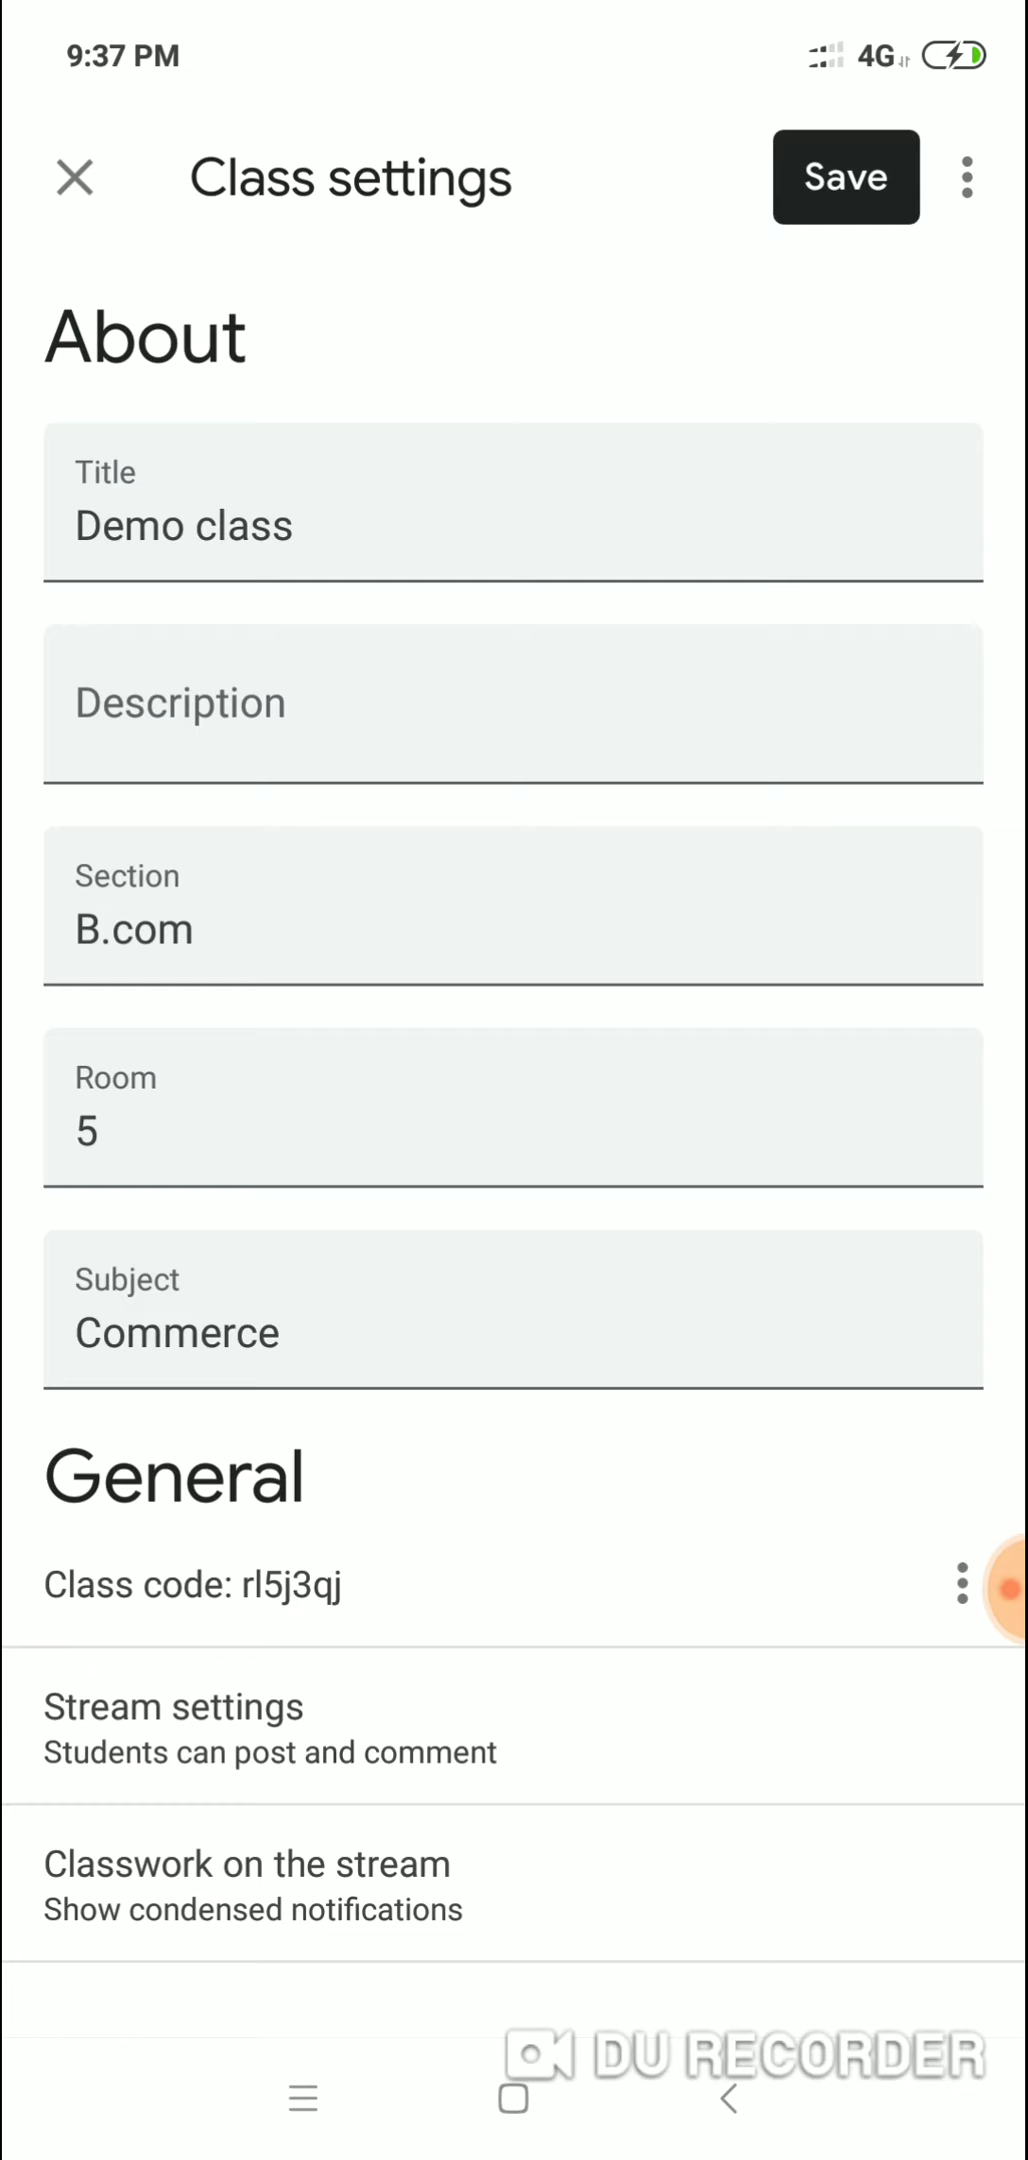 9:37 PM 4G
Class settings Save
About
Title
Demo class
Description
Section
B.com
Room
5
Subject
Commerce
General
Class code: rl5j3qj
Stream settings
Students can post and comment
Classwork on the stream
Show condensed notifications
DU RECORDER